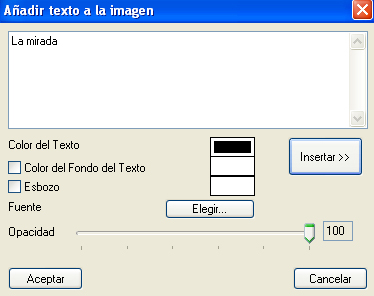 Añadir texto a la imagen
La mirada
Color del Texto
Color del Fondo del Texto
Insertar >>
Esbozo
Fuente
Elegir...
Opacidad
100
Aceptar
Cancelar